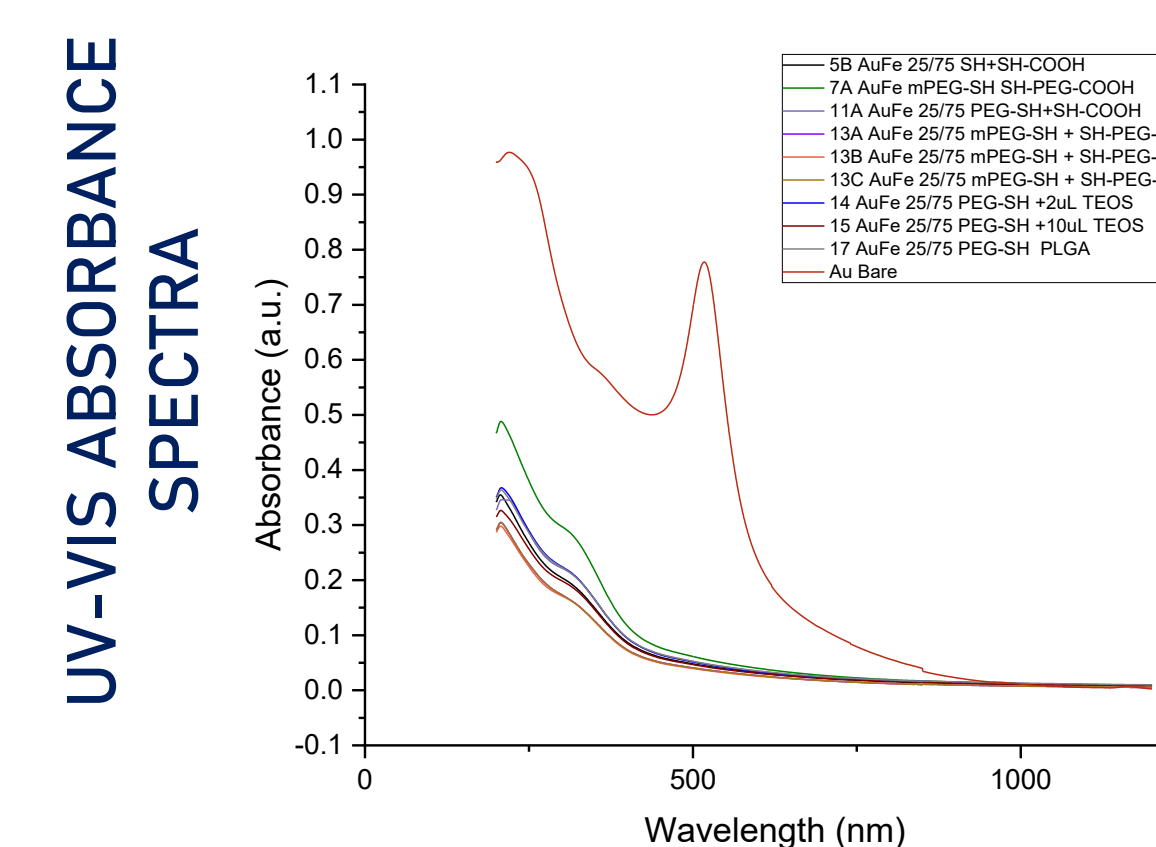 UV-VIS ABSORBANCE
SPECTRA
5B AuFe 25/75 SH+SH-COOH
7A AuFe mPEG-SH SH-PEG-COOH
11A AuFe 25/75 PEG-SH+SH-COOH
13A AuFe 25/75 mPEG-SH + SH-PEG-
13B AuFe 25/75 mPEG-SH + SH-PEG-
13C AuFe 25/75 mPEG-SH + SH-PEG-
14 AuFe 25/75 PEG-SH +2uL TEOS
15 AuFe 25/75 PEG-SH +10uL TEOS
17 AuFe 25/75 PEG-SH  PLGA
Au Bare
Absorbance (a.u.)
1.1
1.0
0.9
0.8
0.7
0.6
0.5
0.4
0.3
0.2
0.1
0.0
-0.1
0 500 1000
Wavelength (nm)